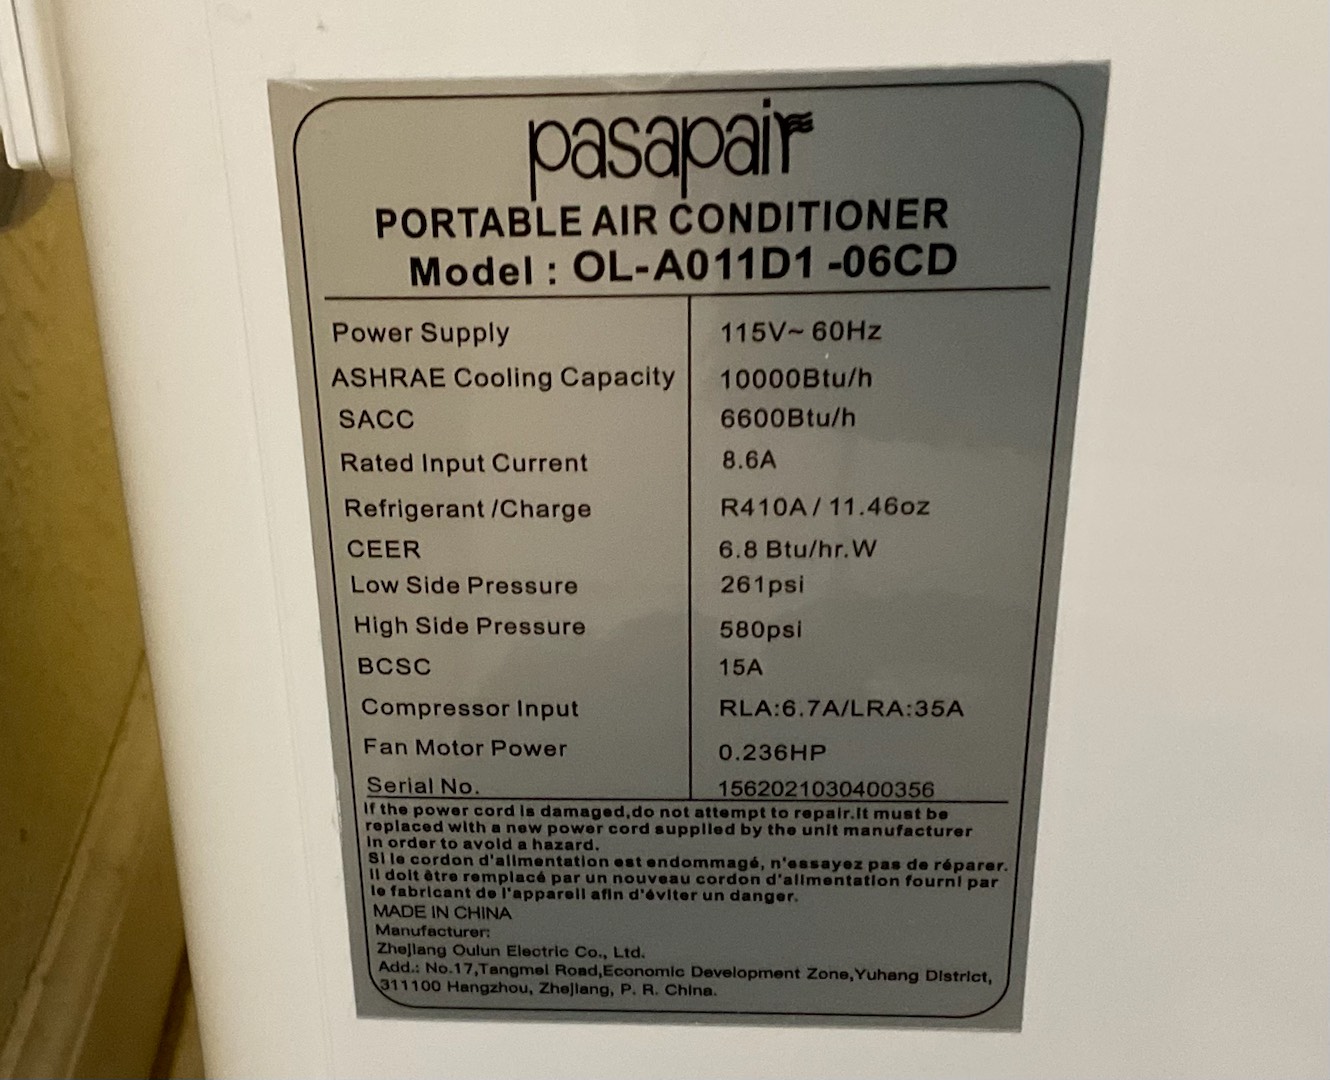 pasapair
PORTABLE AIR CONDITIONER
Model : OL-A011D1 -06CD
Power Supply 115V~ 60Hz
ASHRAE Cooling Capacity 10000Btu/h
SACC 6600Btu/h
Rated Input Current 8.6A
Refrigerant /Charge R410A / 11.46oz
CEER 6.8 Btu/hr.W
Low Side Pressure 261psi
High Side Pressure 580psi
BCSC 15A
Compressor Input RLA:6.7A/LRA:35A
Fan Motor Power 0.236HP
Serial No. 1562021030400356
If the power cord is damaged,do not attempt to repair.It must be
replaced with a new power cord supplied by the unit manufacturer
in order to avoid a hazard.
Si le cordon d'alimentation est endommagé, n'essayez pas de réparer.
Il doit être remplacé par un nouveau cordon d'alimentation fourni par
le fabricant de l'appareil afin d'éviter un danger.
MADE IN CHINA
Manufacturer:
Zhejiang Oulun Electric Co., Ltd.
Add.: No.17,Tangmei Road,Economic Development Zone,Yuhang District,
311100 Hangzhou, Zhejiang, P. R. China.